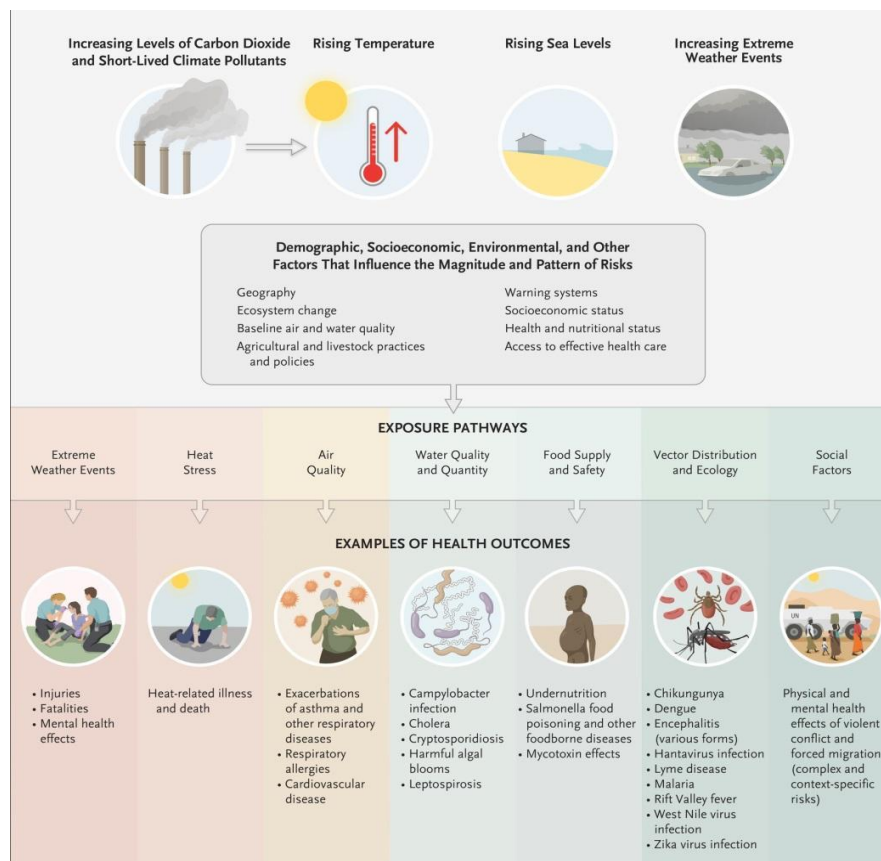 Increasing Levels of Carbon Dioxide
and Short-Lived Climate Pollutants
Rising Temperature
Rising Sea Levels
Increasing Extreme
Weather Events
Demographic, Socioeconomic, Environmental, and Other
Factors That Influence the Magnitude and Pattern of Risks
Geography
Ecosystem change
Baseline air and water quality
Agricultural and livestock practices
and policies
Warning systems
Socioeconomic status
Health and nutritional status
Access to effective health care
EXPOSURE PATHWAYS
Extreme
Weather Events
Heat
Stress
Air
Quality
Water Quality
and Quantity
Food Supply
and Safety
Vector Distribution
and Ecology
Social
Factors
EXAMPLES OF HEALTH OUTCOMES
UN
• Injuries
• Fatalities
• Mental health
effects
Heat-related illness
and death
• Exacerbations
of asthma and
other respiratory
diseases
• Respiratory
allergies
• Cardiovascular
disease
• Campylobacter
infection
• Cholera
• Cryptosporidiosis
• Harmful algal
blooms
• Leptospirosis
• Undernutrition
• Salmonella food
poisoning and other
foodborne diseases
• Mycotoxin effects
• Chikungunya
• Dengue
• Encephalitis
(various forms)
• Hantavirus infection
• Lyme disease
• Malaria
• Rift Valley fever
• West Nile virus
infection
• Zika virus infection
Physical and
mental health
effects of violent
conflict and
forced migration
(complex and
context-specific
risks)